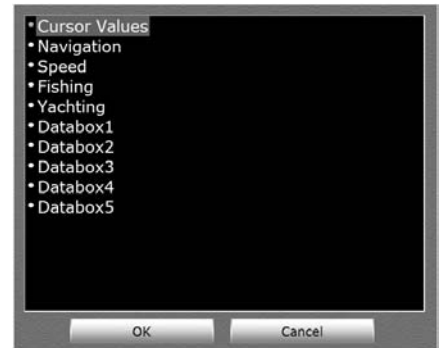 • Cursor Values
• Navigation
• Speed
• Fishing
• Yachting
• Databox1
• Databox2
• Databox3
• Databox4
• Databox5
OK Cancel